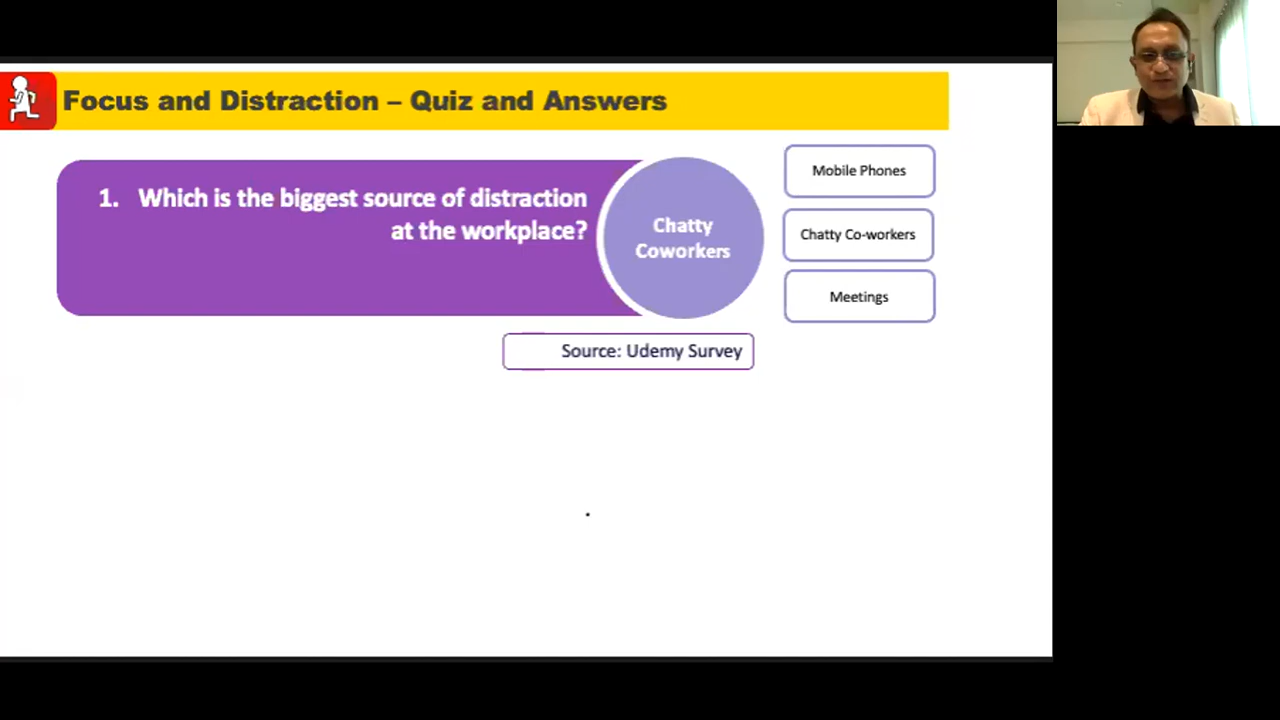 Focus and Distraction – Quiz and Answers
1. Which is the biggest source of distraction
at the workplace?
Chatty
Coworkers
Mobile Phones
Chatty Co-workers
Meetings
Source: Udemy Survey